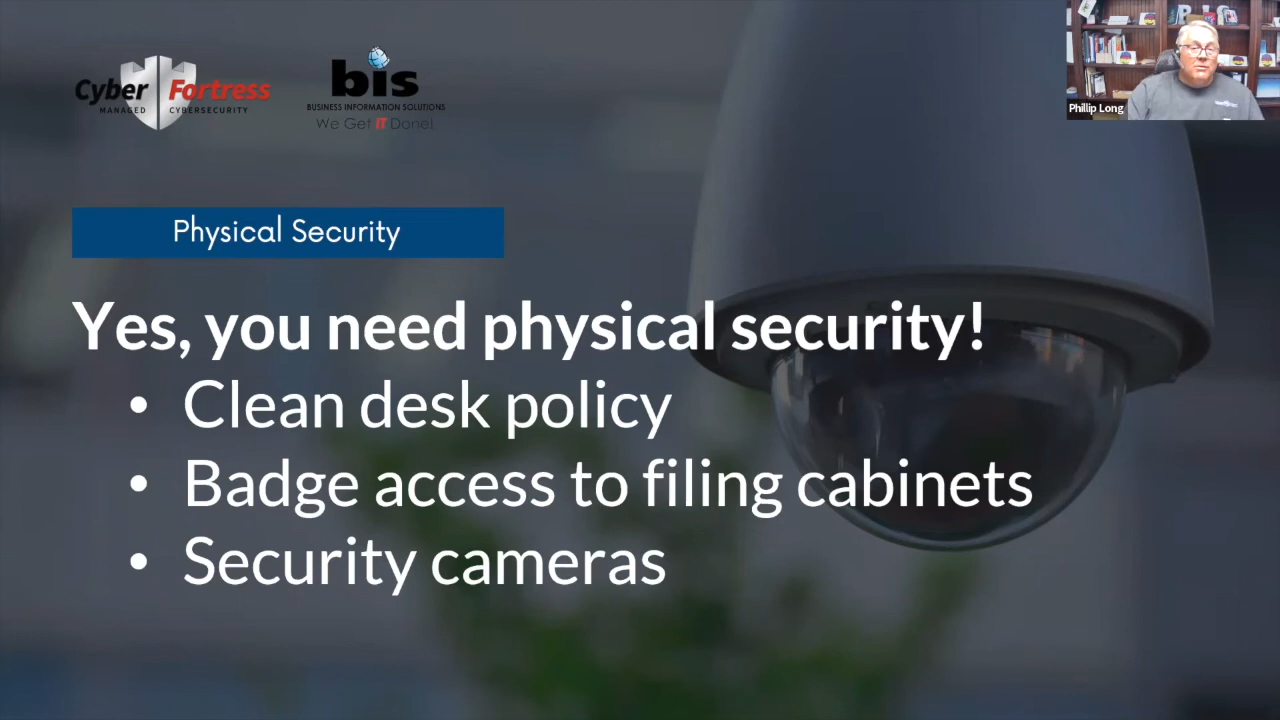 Cyber Fortress
MANAGED CYBERSECURITY
bis
BUSINESS INFORMATION SOLUTIONS
We Get IT Done!
Phillip Long
Physical Security
Yes, you need physical security!
• Clean desk policy
• Badge access to filing cabinets
• Security cameras